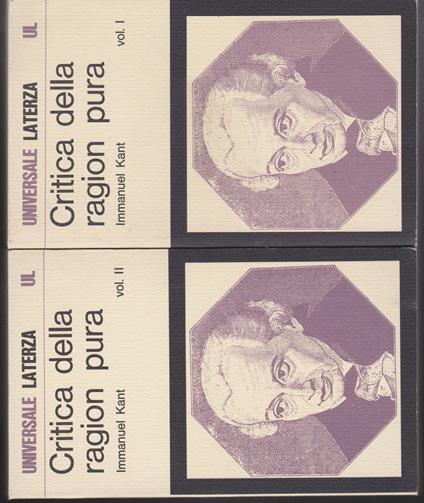 UNIVERSALE LATERZA UL
Critica della
ragion pura
Immanuel Kant vol. I
UNIVERSALE LATERZA UL
Critica della
ragion pura
Immanuel Kant vol. II